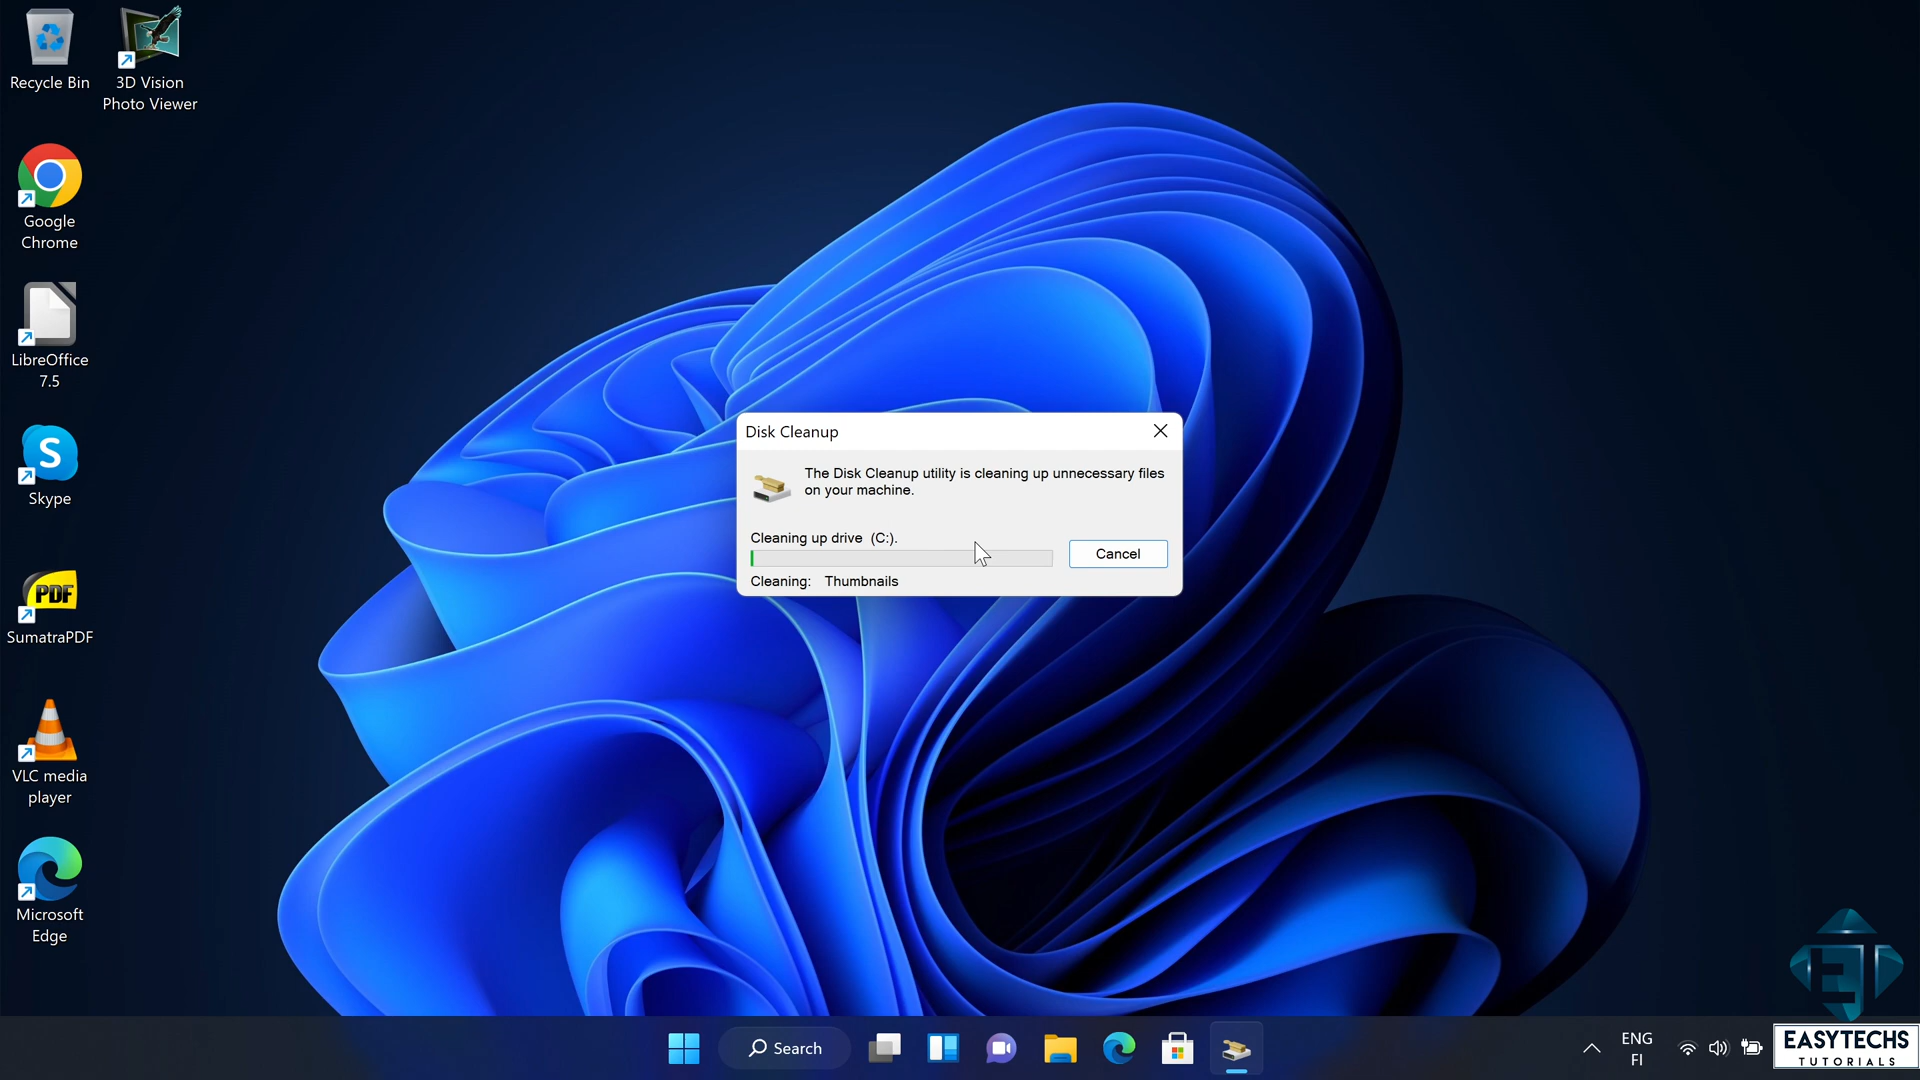 Recycle Bin
3D Vision
Photo Viewer
Google
Chrome
LibreOffice
7.5
S
Skype
PDF
SumatraPDF
VLC media
player
Microsoft
Edge
Disk Cleanup
The Disk Cleanup utility is cleaning up unnecessary files
on your machine.
Cleaning up drive  (C:).
Cancel
Cleaning:   Thumbnails
Search
ENG
FI
ET
EASYTECHS
TUTORIALS